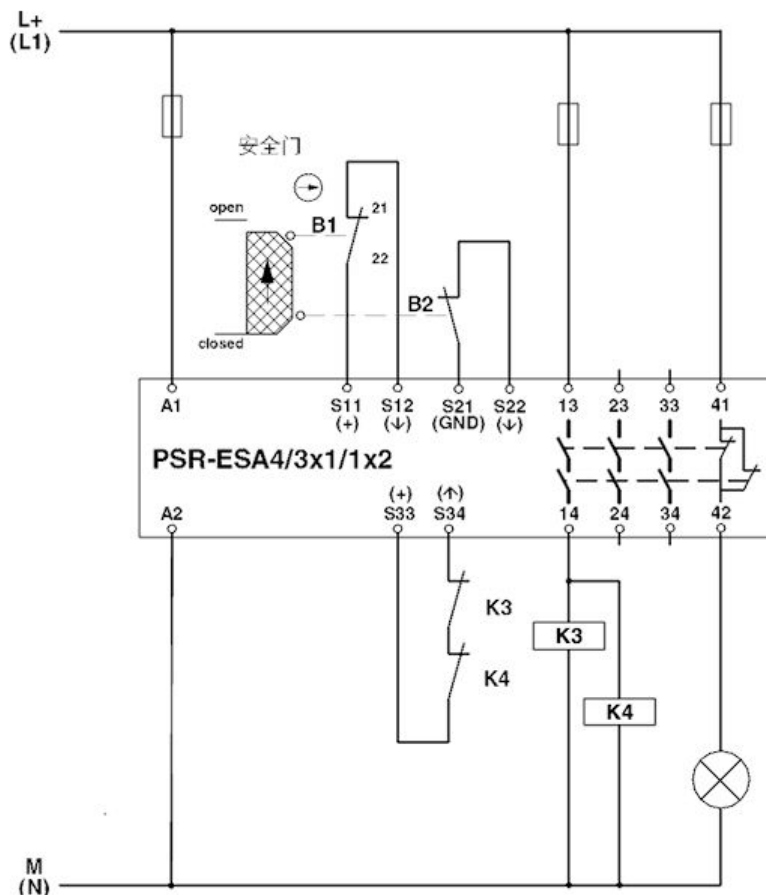 L+
(L1)
安全门
open
B1
21
22
B2
closed
A1
S11
(+)
S12
(↓)
S21
(GND)
S22
(↓)
13
23
33
41
PSR-ESA4/3x1/1x2
(+)
(↑)
A2
S33
S34
14
24
34
42
K3
K4
K3
K4
M
(N)